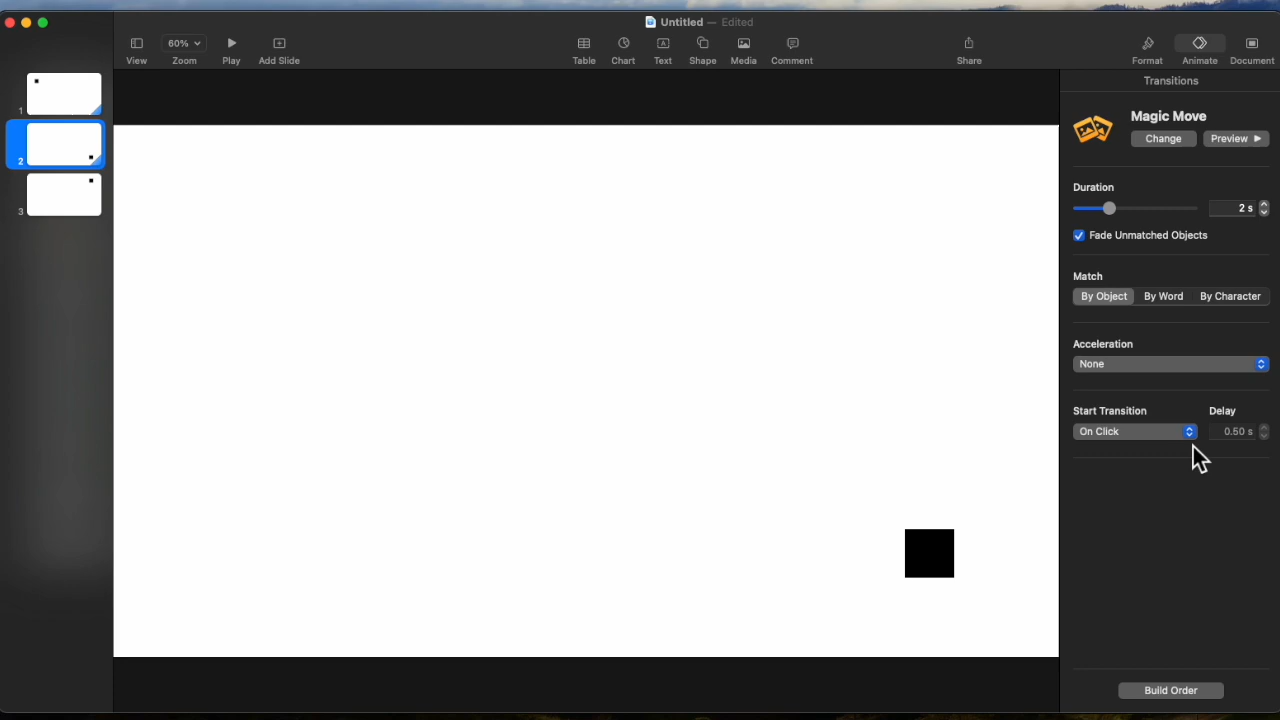 Untitled — Edited
View
60%
Zoom
Play
Add Slide
Table
Chart
Text
Shape
Media
Comment
Share
Format
Animate
Document
1
2
3
Transitions
Magic Move
Change
Preview
Duration
2 s
Fade Unmatched Objects
Match
By Object By Word By Character
Acceleration
None
Start Transition Delay
On Click 0.50 s
Build Order